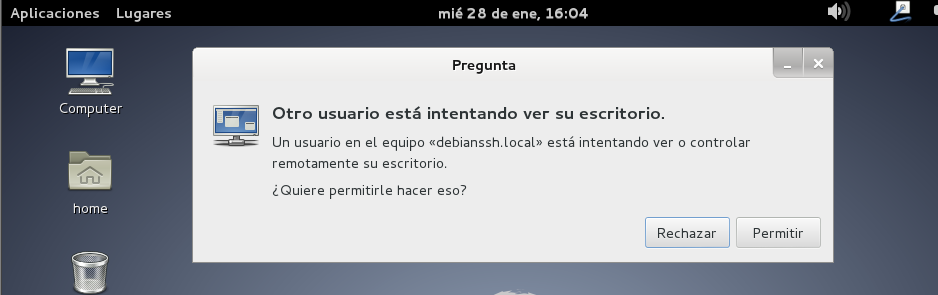 Aplicaciones Lugares mié 28 de ene, 16:04
Pregunta
Computer
Otro usuario está intentando ver su escritorio.
Un usuario en el equipo «debianssh.local» está intentando ver o controlar
remotamente su escritorio.
¿Quiere permitirle hacer eso?
home
Rechazar Permitir